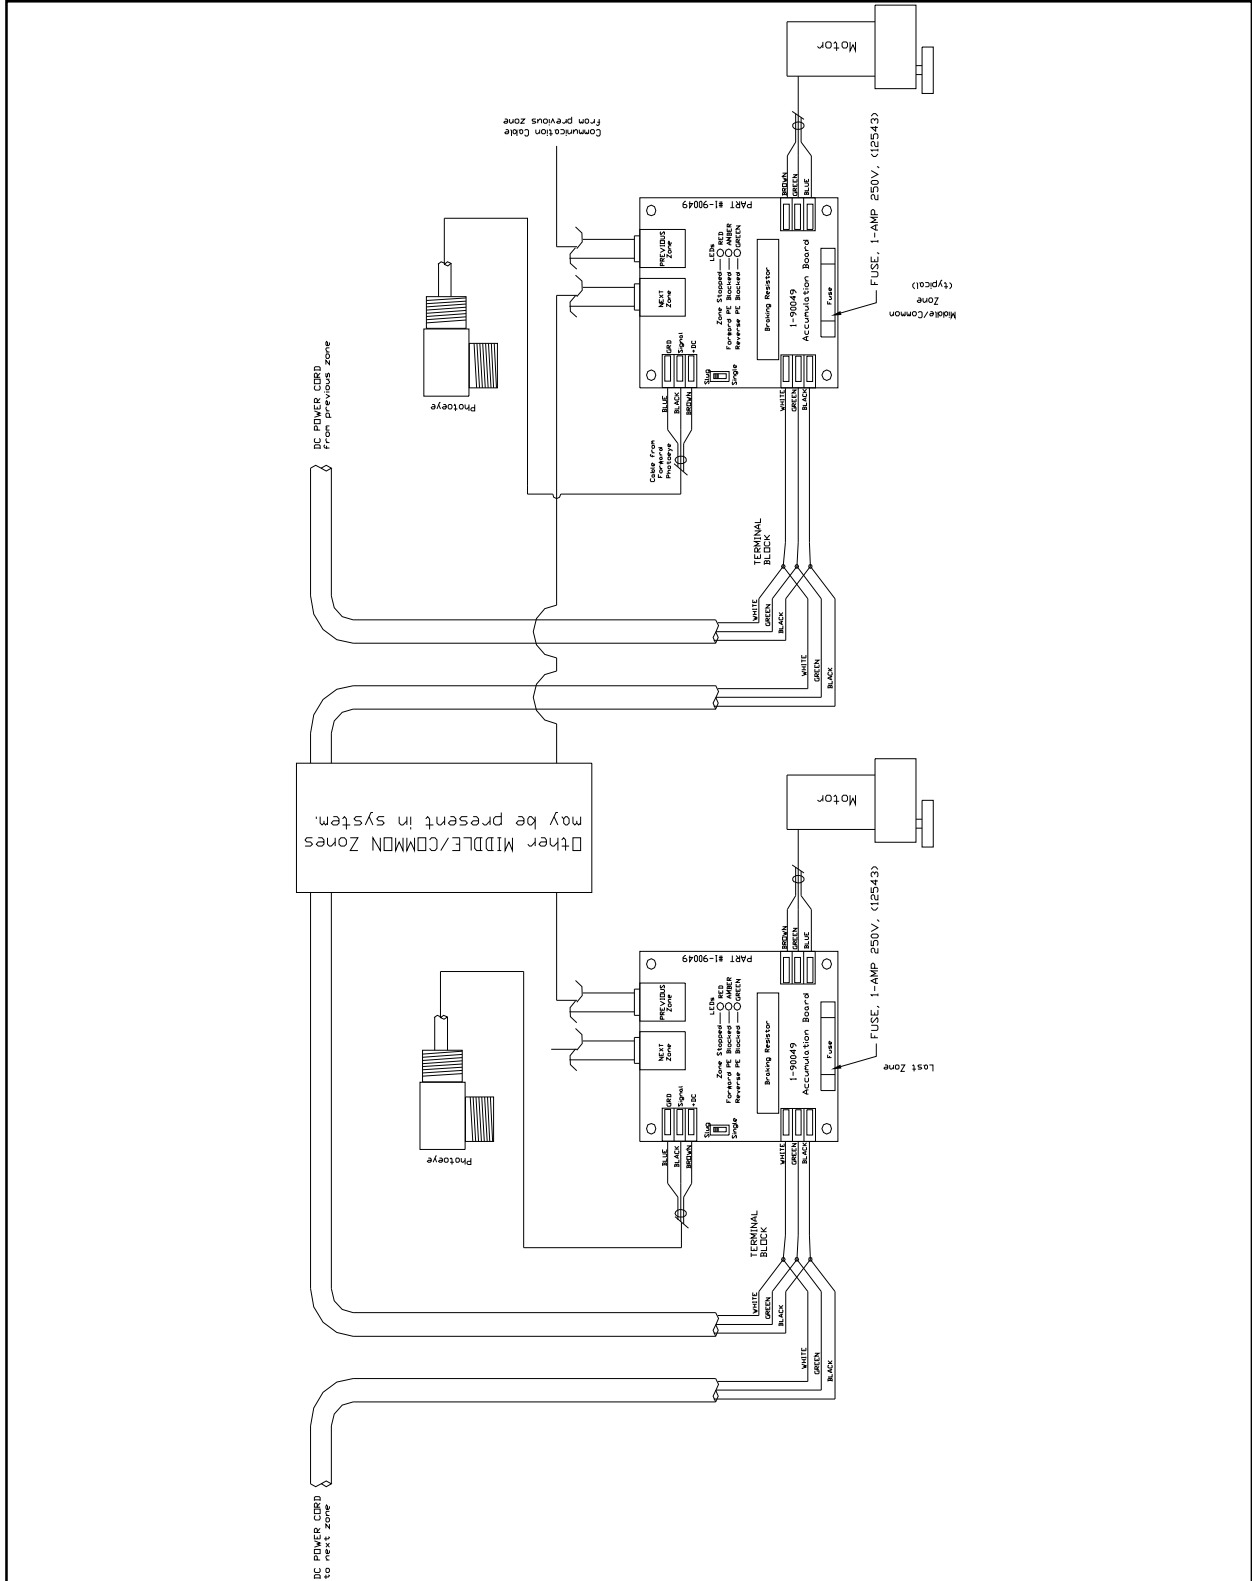 Motor
Communication Cable
from previous zone
BROWN
GREEN
BLUE
FUSE, 1-AMP 250V, (12543)
PART #1-90049
PREVIOUS
Zone
NEXT
Zone
LEDs
Zone Stopped RED
Forward PE Blocked AMBER
Reverse PE Blocked GREEN
Braking Resistor
1-90049
Accumulation Board
Fuse
Middle/Common
Zone
(typical)
GRD
Signal
+DC
Slug
Single
BLUE
BLACK
BROWN
WHITE
GREEN
BLACK
Photoeye
Cable from
Forward
Photoeye
DC POWER CORD
from previous zone
TERMINAL
BLOCK
WHITE
GREEN
BLACK
WHITE
GREEN
BLACK
Other MIDDLE/COMMON Zones
may be present in system.
Motor
BROWN
GREEN
BLUE
FUSE, 1-AMP 250V, (12543)
PART #1-90049
PREVIOUS
Zone
NEXT
Zone
LEDs
Zone Stopped RED
Forward PE Blocked AMBER
Reverse PE Blocked GREEN
Braking Resistor
1-90049
Accumulation Board
Fuse
Last Zone
GRD
Signal
+DC
Slug
Single
BLUE
BLACK
BROWN
WHITE
GREEN
BLACK
Photoeye
TERMINAL
BLOCK
WHITE
GREEN
BLACK
WHITE
GREEN
BLACK
DC POWER CORD
to next zone